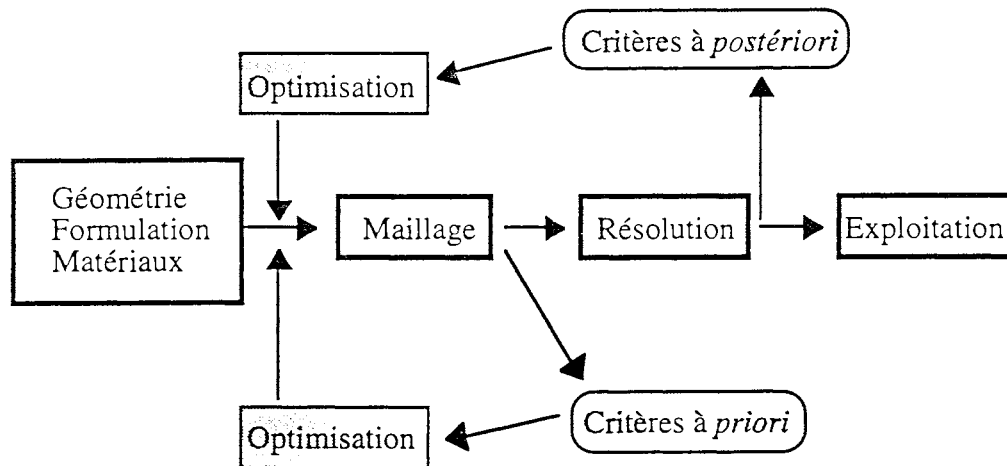 Critères à postériori
Optimisation
Géométrie
Formulation
Matériaux
Maillage
Résolution
Exploitation
Critères à priori
Optimisation